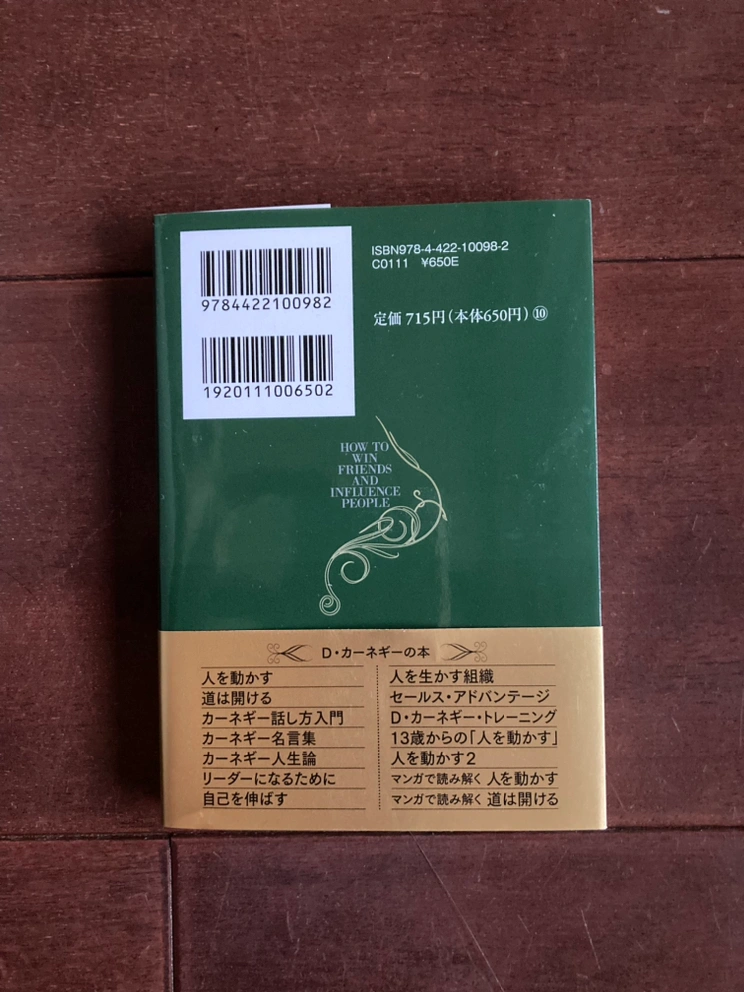 ISBN978-4-422-10098-2
C0111 ¥650E
9784422100982
定価 715円(本体650円)⑩
1920111006502
HOW TO
WIN
FRIENDS
AND
INFLUENCE
PEOPLE
D・カーネギーの本
人を動かす
道は開ける
カーネギー話し方入門
カーネギー名言集
カーネギー人生論
リーダーになるために
自己を伸ばす
人を生かす組織
セールス・アドバンテージ
D・カーネギー・トレーニング
13歳からの「人を動かす」
人を動かす2
マンガで読み解く 人を動かす
マンガで読み解く 道は開ける